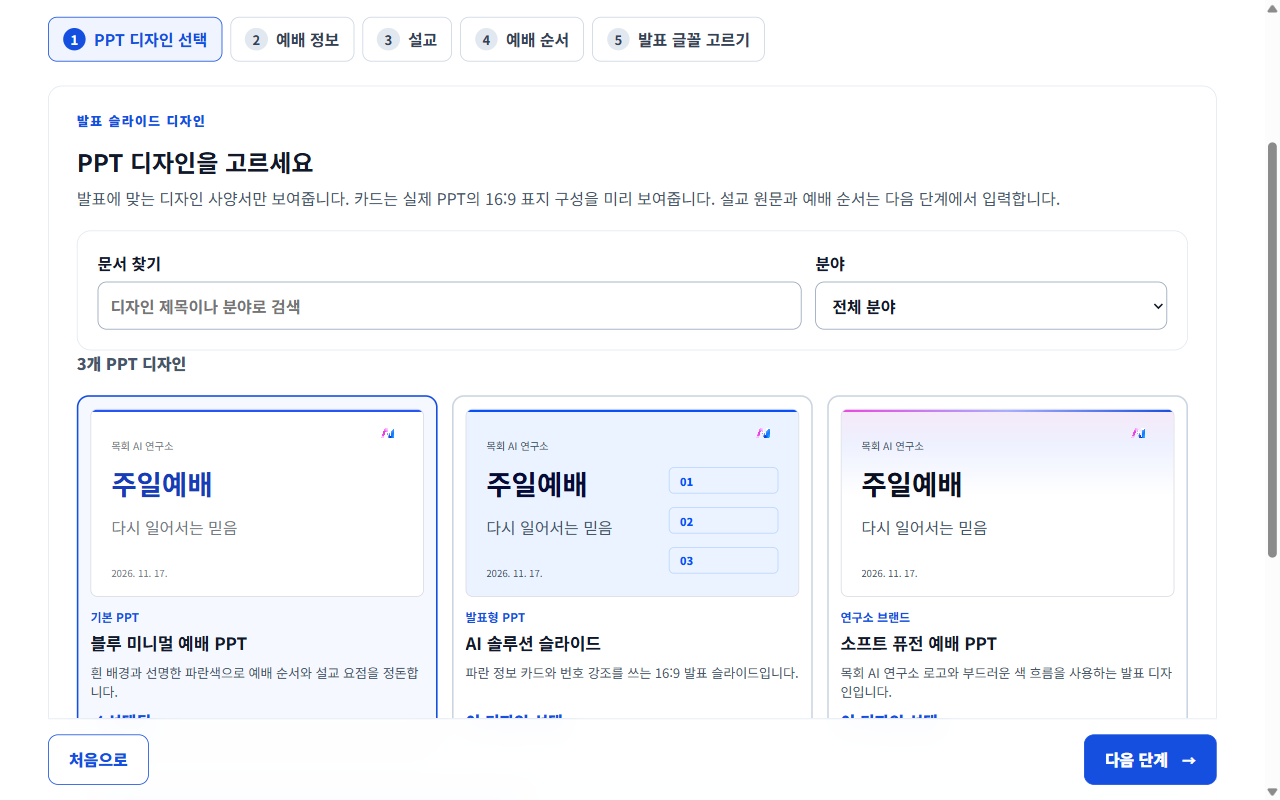 1 PPT 디자인 선택
2 예배 정보
3 설교
4 예배 순서
5 발표 글꼴 고르기
발표 슬라이드 디자인
PPT 디자인을 고르세요
발표에 맞는 디자인 사양서만 보여줍니다. 카드는 실제 PPT의 16:9 표지 구성을 미리 보여줍니다. 설교 원문과 예배 순서는 다음 단계에서 입력합니다.
문서 찾기
디자인 제목이나 분야로 검색
분야
전체 분야
3개 PPT 디자인
목회 AI 연구소
주일예배
다시 일어서는 믿음
2026. 11. 17.
기본 PPT
블루 미니멀 예배 PPT
흰 배경과 선명한 파란색으로 예배 순서와 설교 요점을 정돈합
니다.
목회 AI 연구소
주일예배
다시 일어서는 믿음
2026. 11. 17.
01
02
03
발표형 PPT
AI 솔루션 슬라이드
파란 정보 카드와 번호 강조를 쓰는 16:9 발표 슬라이드입니다.
목회 AI 연구소
주일예배
다시 일어서는 믿음
2026. 11. 17.
연구소 브랜드
소프트 퓨전 예배 PPT
목회 AI 연구소 로고와 부드러운 색 흐름을 사용하는 발표 디자
인입니다.
처음으로
다음 단계 →